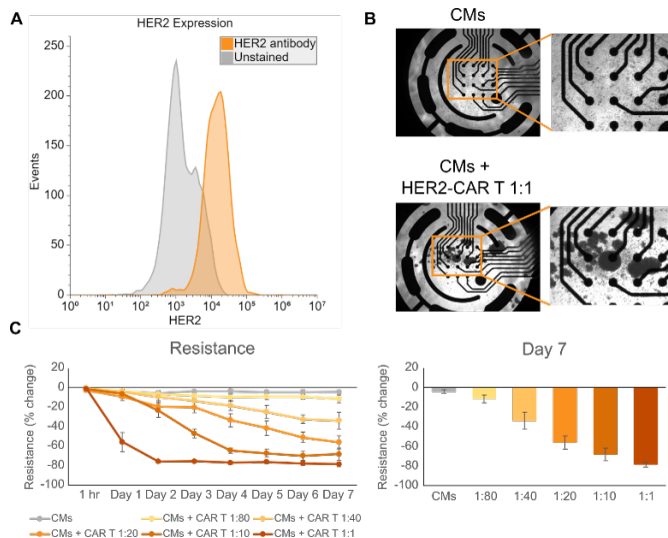 A
HER2 Expression
HER2 antibody
Unstained
250
200
150
100
50
0
Events
10⁰ 10¹ 10² 10³ 10⁴ 10⁵ 10⁶ 10⁷
HER2
B
CMs
CMs +
HER2-CAR T 1:1
C
Resistance
20
0
-20
-40
-60
-80
-100
Resistance (% change)
1 hr Day 1 Day 2 Day 3 Day 4 Day 5 Day 6 Day 7
CMs CMs + CAR T 1:80 CMs + CAR T 1:40
CMs + CAR T 1:20 CMs + CAR T 1:10 CMs + CAR T 1:1
Day 7
20
0
-20
-40
-60
-80
-100
Resistance (% change)
CMs 1:80 1:40 1:20 1:10 1:1